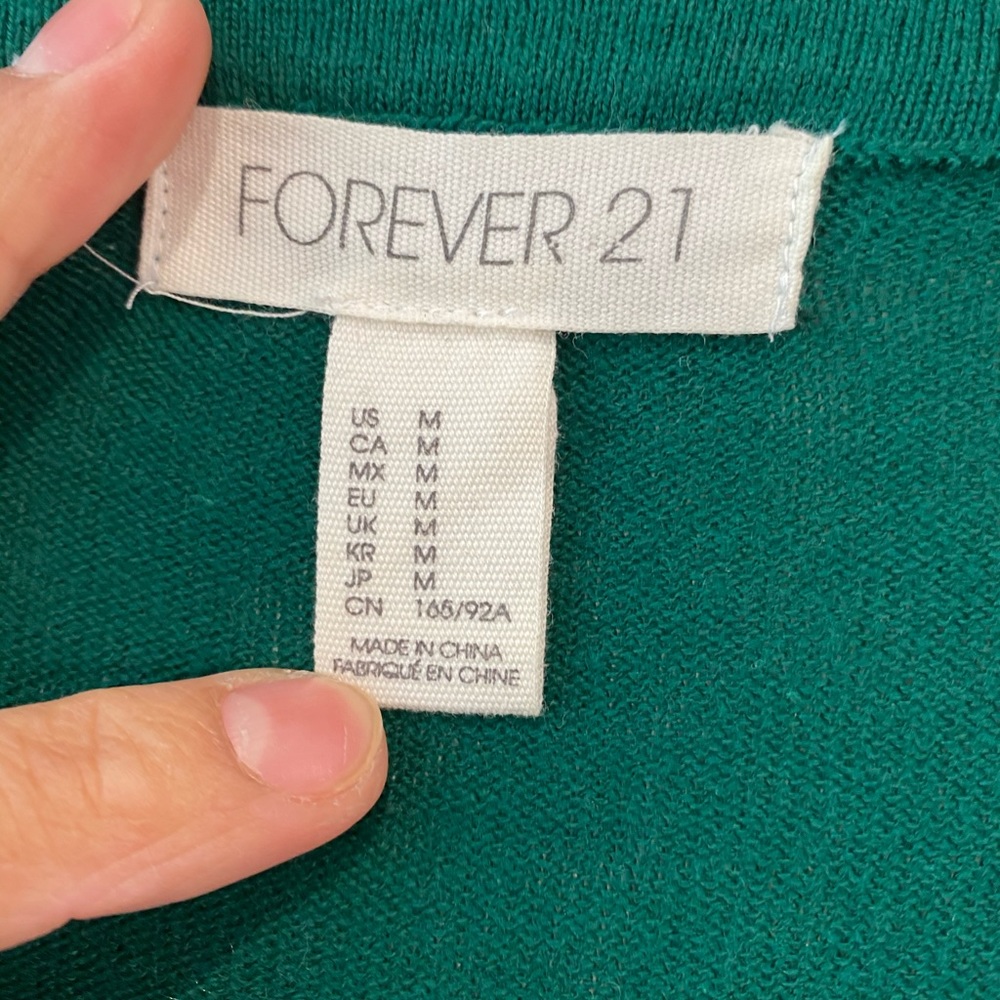 FOREVER 21
US M
CA M
MX M
EU M
UK M
KR M
JP M
CN 165/92A
MADE IN CHINA
FABRIQUÉ EN CHINE